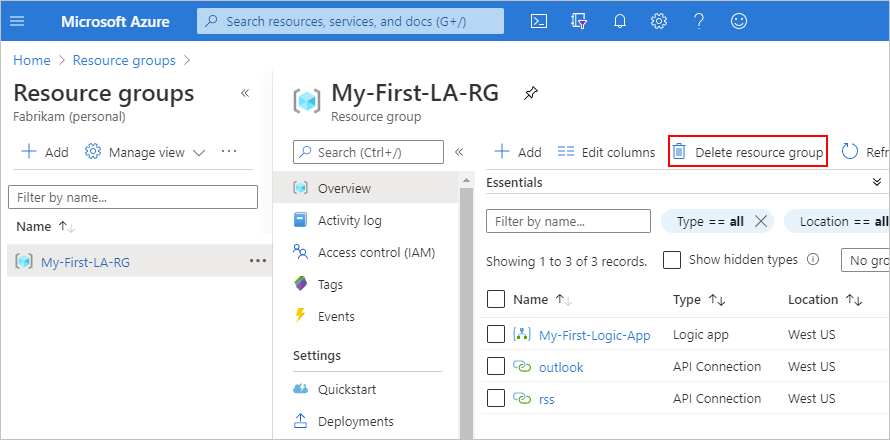 Microsoft Azure
Search resources, services, and docs (G+/)
Home > Resource groups >
Resource groups «
Fabrikam (personal)
+ Add Manage view ···
Filter by name...
Name ↑↓
My-First-LA-RG ···
My-First-LA-RG
Resource group
Search (Ctrl+/) «
Overview
Activity log
Access control (IAM)
Tags
Events
Settings
Quickstart
Deployments
+ Add Edit columns Delete resource group Refr
Essentials
Filter by name... Type == all Location == all
Showing 1 to 3 of 3 records. Show hidden types No gro
Name ↑↓ Type ↑↓ Location ↑↓
My-First-Logic-App Logic app West US
outlook API Connection West US
rss API Connection West US